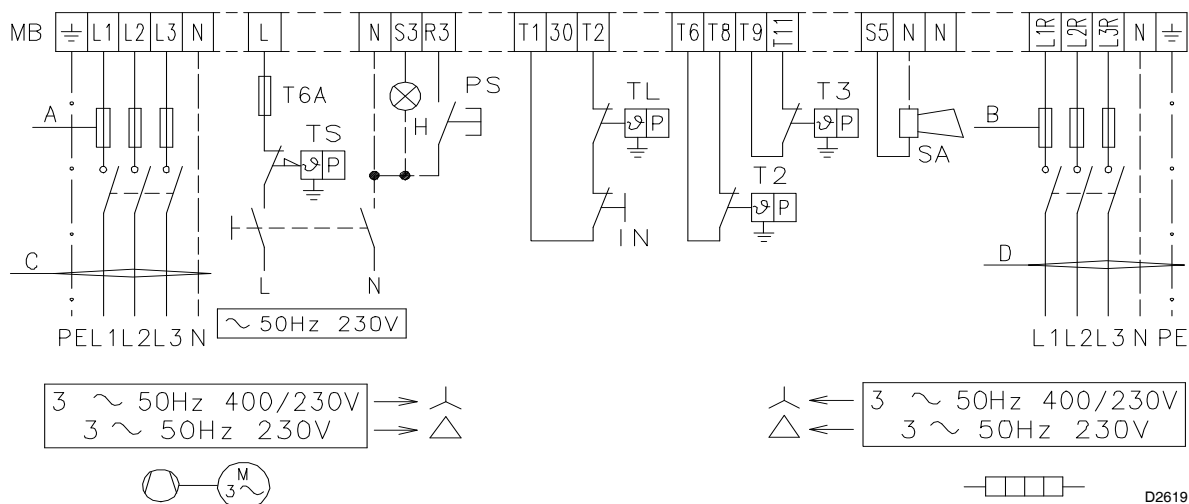 MB L1 L2 L3 N L N S3 R3 T1 30 T2 T6 T8 T9 T11 S5 N N L1R L2R L3R N
A T6A PS TL T3 B
TS ϑ P H ϑ P ϑ P SA
T2
ϑ P
IN
C D
L N
PE L1 L2 L3 N ~ 50Hz 230V L1 L2 L3 N PE
3 ~ 50Hz 400/230V
3 ~ 50Hz 230V
3 ~ 50Hz 400/230V
3 ~ 50Hz 230V
M
3 ~
D2619